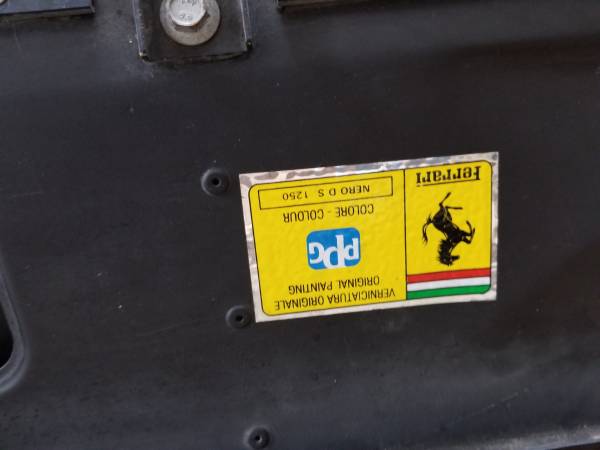 VERNICIATURA ORIGINALE
ORIGINAL PAINTING
PPG
COLORE - COLOUR
NERO D S 1250
Ferrari